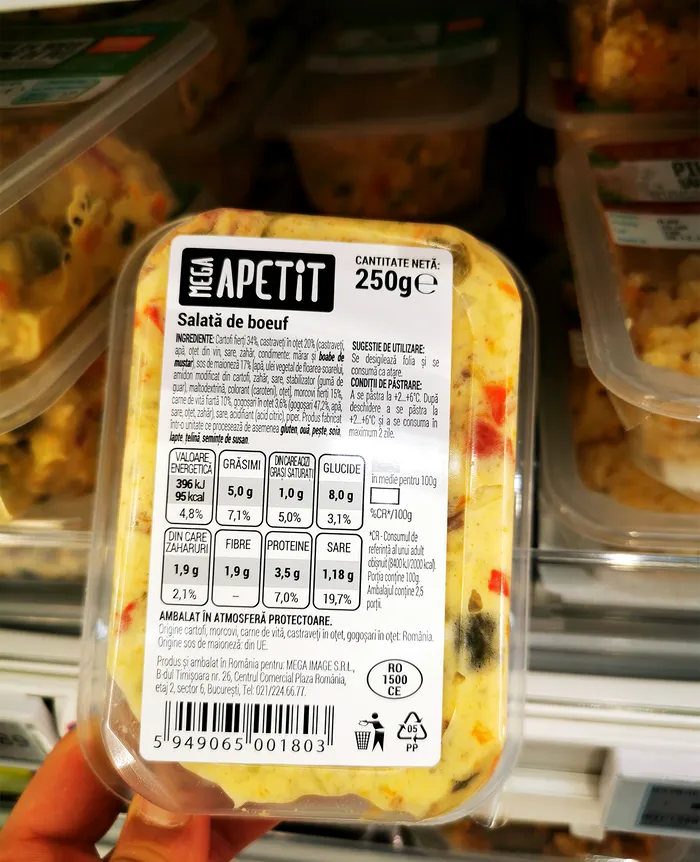 MEGA APETIT
CANTITATE NETĂ:
250g℮
Salată de boeuf
INGREDIENTE: Cartofi fierți 34%, castraveți în oțet 20% (castraveți,
apă, oțet din vin, sare, zahăr, condimente: mărar și boabe de
muștar), sos de maioneză 17% (apă, ulei vegetal de floarea soarelui,
amidon modificat din cartofi, zahăr, sare, stabilizator (gumă de
guar), maltodextrină, colorant (caroteni), oțet), morcovi fierți 15%,
carne de vită fiartă 10%, gogoșari în oțet 3,6% (gogoșari 47,2%, apă,
sare, oțet, zahăr), sare, acidifiant (acid citric), piper. Produs fabricat
într-o unitate ce procesează de asemenea gluten, ouă, pește, soia,
lapte, țelină, semințe de susan.
SUGESTIE DE UTILIZARE:
Se desigilează folia și se
consumă ca atare.
CONDIȚII DE PĂSTRARE:
A se păstra la +2..+6°C. După
deschidere a se păstra la
+2..+6°C și a se consuma în
maximum 2 zile.
VALOARE ENERGETICĂ
396 kJ
95 kcal
4,8%
GRĂSIMI
5,0 g
7,1%
DIN CARE ACIZI GRAȘI SATURAȚI
1,0 g
5,0%
GLUCIDE
8,0 g
3,1%
în medie pentru 100g
%CR*/100g
DIN CARE ZAHARURI
1,9 g
2,1%
FIBRE
1,9 g
–
PROTEINE
3,5 g
7,0%
SARE
1,18 g
19,7%
*CR - Consumul de
referință al unui adult
obișnuit (8400 kJ/2000 kcal).
Porția conține 100g.
Ambalajul conține 2,5
porții.
AMBALAT ÎN ATMOSFERĂ PROTECTOARE.
Origine cartofi, morcovi, carne de vită, castraveți în oțet, gogoșari în oțet: România.
Origine sos de maioneză: din UE.
Produs și ambalat în România pentru: MEGA IMAGE S.R.L.,
B-dul Timișoara nr. 26, Centrul Comercial Plaza România,
etaj 2, sector 6, București, Tel: 021/224.66.77.
RO
1500
CE
5 949065 001803
05
PP